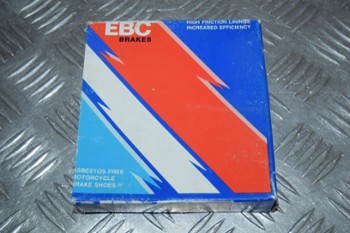 EBC
BRAKES
HIGH FRICTION LININGS
INCREASED EFFICIENCY
ASBESTOS FREE
MOTORCYCLE
BRAKE SHOES